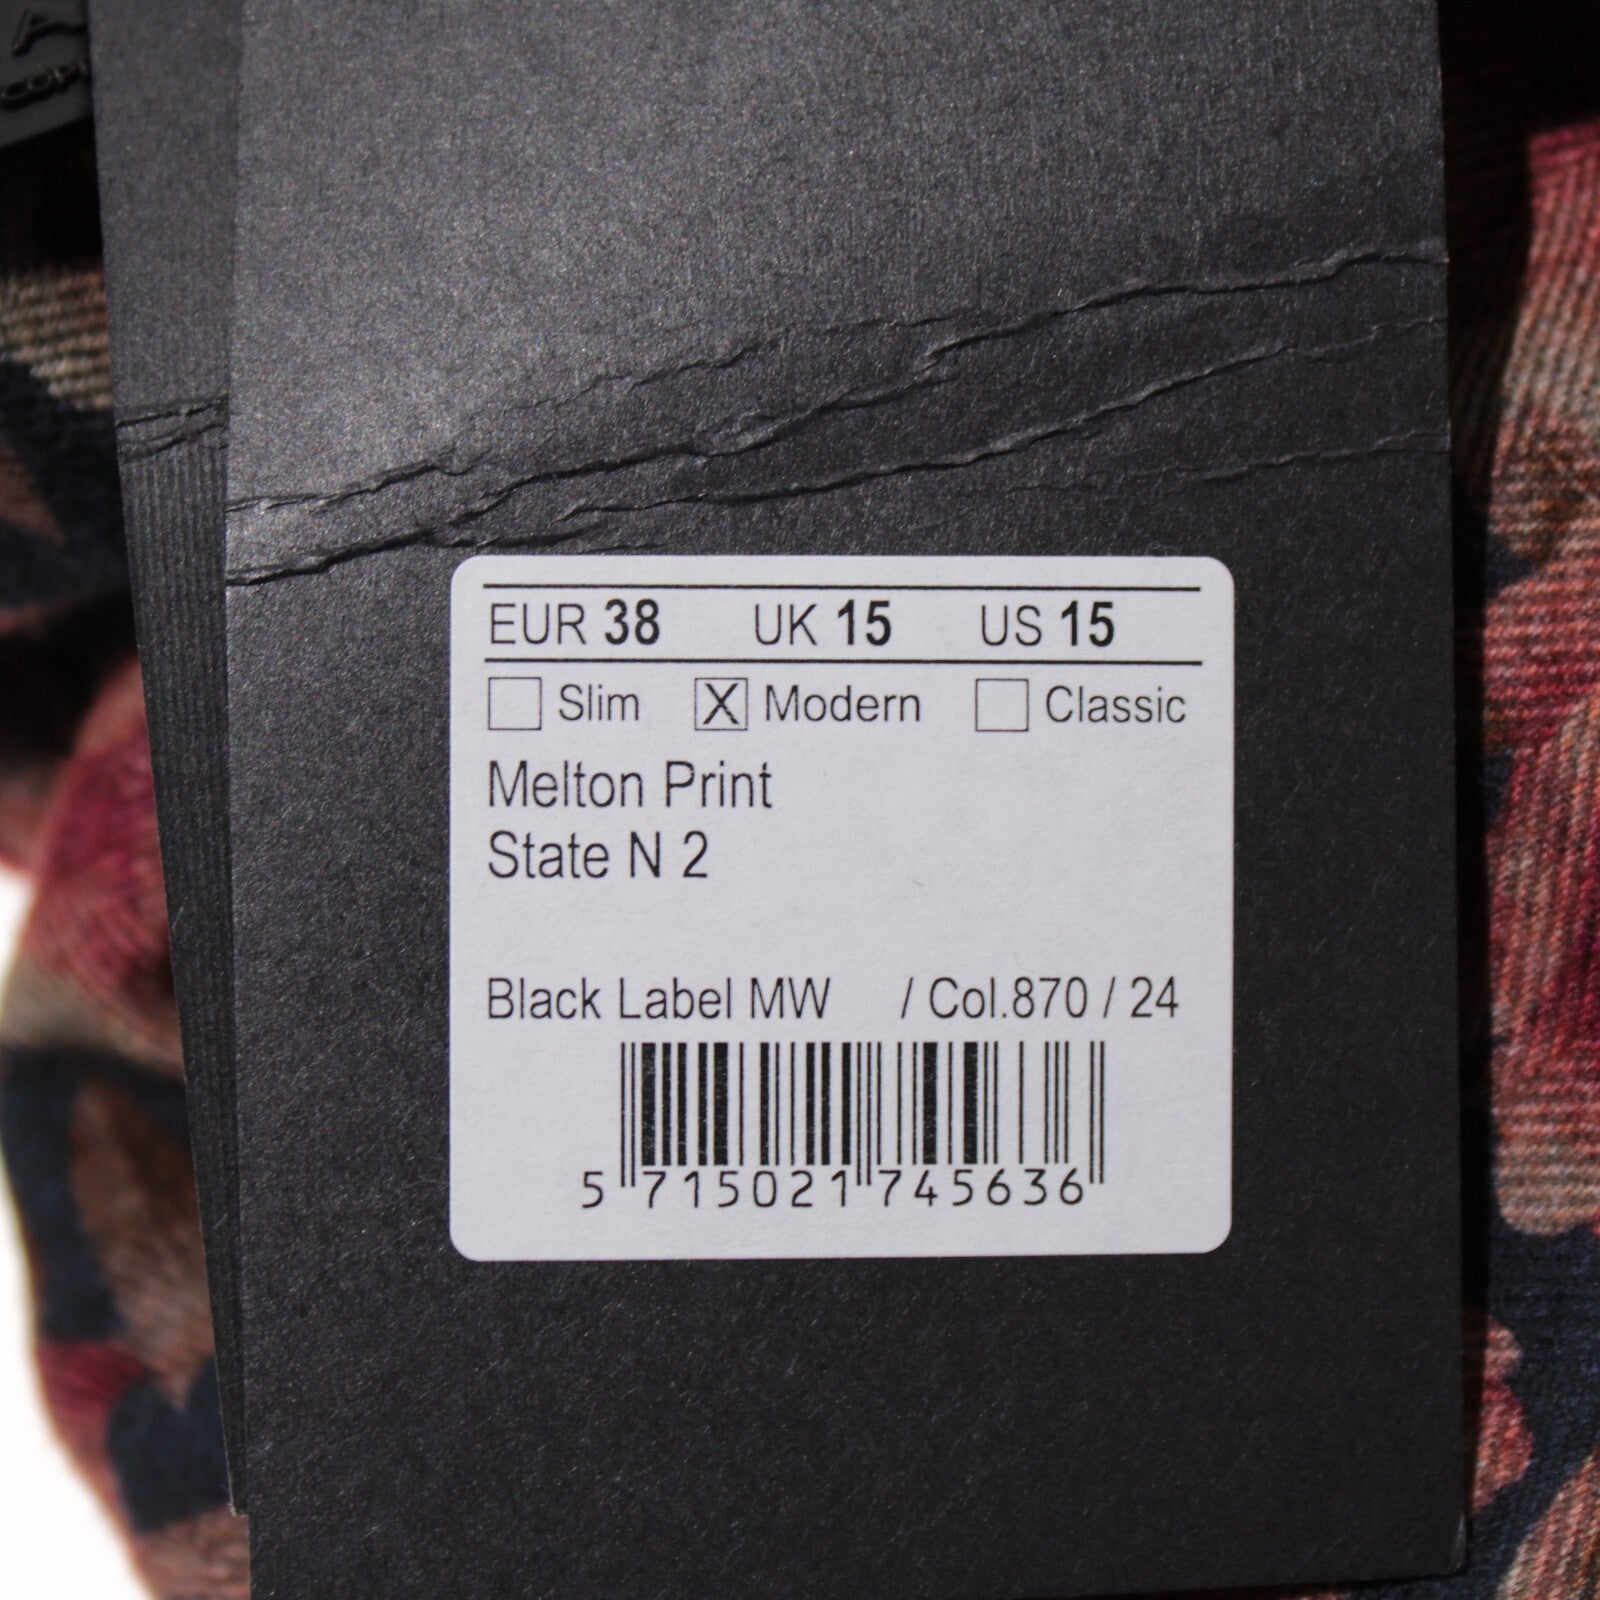 EUR 38 UK 15 US 15
Slim X Modern Classic
Melton Print
State N 2
Black Label MW / Col.870 / 24
5 715021 745636